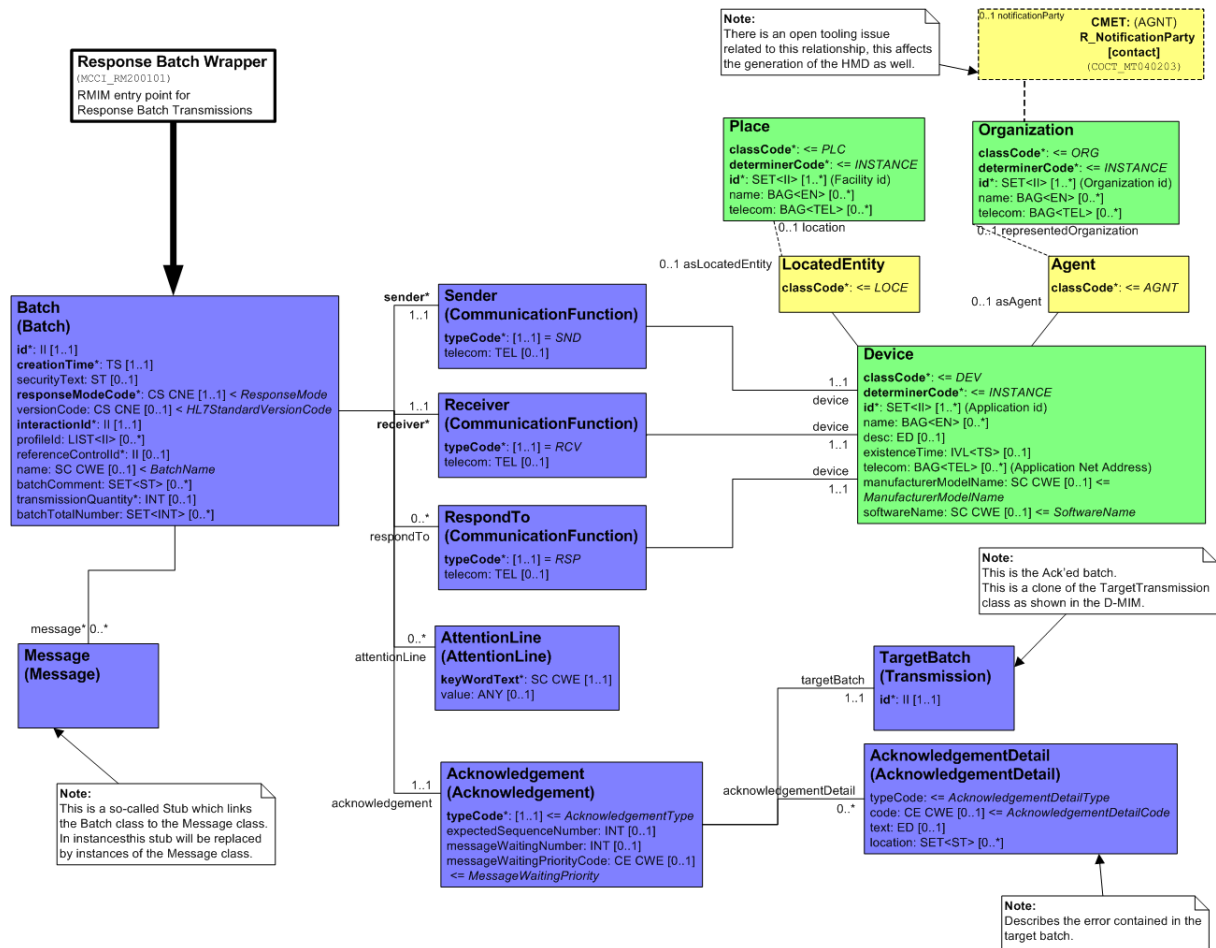 Note:
There is an open tooling issue
related to this relationship, this affects
the generation of the HMD as well.
0..1 notificationParty
CMET: (AGNT)
R_NotificationParty
[contact]
(COCT_MT040203)
Response Batch Wrapper
(MCCI_RM200101)
RMIM entry point for
Response Batch Transmissions
Place
classCode*: <= PLC
determinerCode*: <= INSTANCE
id*: SET<II> [1..*] (Facility id)
name: BAG<EN> [0..*]
telecom: BAG<TEL> [0..*]
0..1 location
Organization
classCode*: <= ORG
determinerCode*: <= INSTANCE
id*: SET<II> [1..*] (Organization id)
name: BAG<EN> [0..*]
telecom: BAG<TEL> [0..*]
0..1 representedOrganization
0..1 asLocatedEntity
LocatedEntity
classCode*: <= LOCE
Agent
classCode*: <= AGNT
0..1 asAgent
Batch
(Batch)
id*: II [1..1]
creationTime*: TS [1..1]
securityText: ST [0..1]
responseModeCode*: CS CNE [1..1] < ResponseMode
versionCode: CS CNE [0..1] < HL7StandardVersionCode
interactionId*: II [1..1]
profileId: LIST<II> [0..*]
referenceControlId*: II [0..1]
name: SC CWE [0..1] < BatchName
batchComment: SET<ST> [0..*]
transmissionQuantity*: INT [0..1]
batchTotalNumber: SET<INT> [0..*]
sender*
1..1
Sender
(CommunicationFunction)
typeCode*: [1..1] = SND
telecom: TEL [0..1]
1..1
device
1..1
receiver*
Receiver
(CommunicationFunction)
typeCode*: [1..1] = RCV
telecom: TEL [0..1]
device
1..1
0..*
respondTo
RespondTo
(CommunicationFunction)
typeCode*: [1..1] = RSP
telecom: TEL [0..1]
device
1..1
Device
classCode*: <= DEV
determinerCode*: <= INSTANCE
id*: SET<II> [1..*] (Application id)
name: BAG<EN> [0..*]
desc: ED [0..1]
existenceTime: IVL<TS> [0..1]
telecom: BAG<TEL> [0..*] (Application Net Address)
manufacturerModelName: SC CWE [0..1] <=
ManufacturerModelName
softwareName: SC CWE [0..1] <= SoftwareName
Note:
This is the Ack'ed batch.
This is a clone of the TargetTransmission
class as shown in the D-MIM.
message* 0..*
Message
(Message)
0..*
attentionLine
AttentionLine
(AttentionLine)
keyWordText*: SC CWE [1..1]
value: ANY [0..1]
targetBatch
1..1
TargetBatch
(Transmission)
id*: II [1..1]
Note:
This is a so-called Stub which links
the Batch class to the Message class.
In instancesthis stub will be replaced
by instances of the Message class.
1..1
acknowledgement
Acknowledgement
(Acknowledgement)
typeCode*: [1..1] <= AcknowledgementType
expectedSequenceNumber: INT [0..1]
messageWaitingNumber: INT [0..1]
messageWaitingPriorityCode: CE CWE [0..1]
<= MessageWaitingPriority
acknowledgementDetail
0..*
AcknowledgementDetail
(AcknowledgementDetail)
typeCode: <= AcknowledgementDetailType
code: CE CWE [0..1] <= AcknowledgementDetailCode
text: ED [0..1]
location: SET<ST> [0..*]
Note:
Describes the error contained in the
target batch.